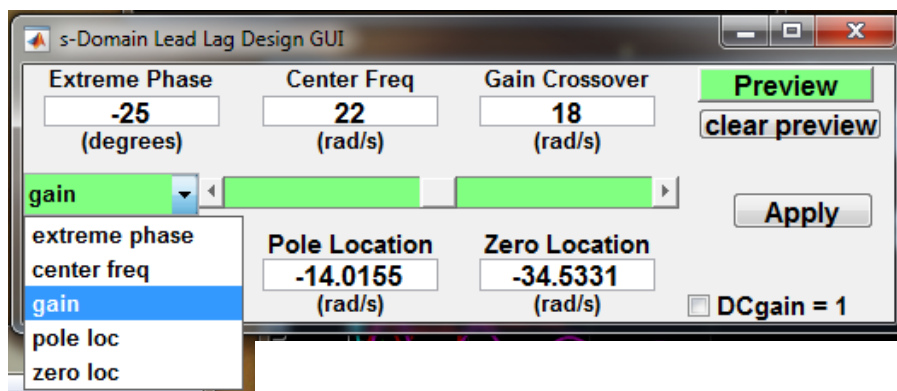 s-Domain Lead Lag Design GUI
Extreme Phase Center Freq Gain Crossover Preview
-25 22 18 clear preview
(degrees) (rad/s) (rad/s)
gain
Apply
extreme phase
center freq
gain
pole loc
zero loc
Pole Location Zero Location
-14.0155 -34.5331
(rad/s) (rad/s) DCgain = 1